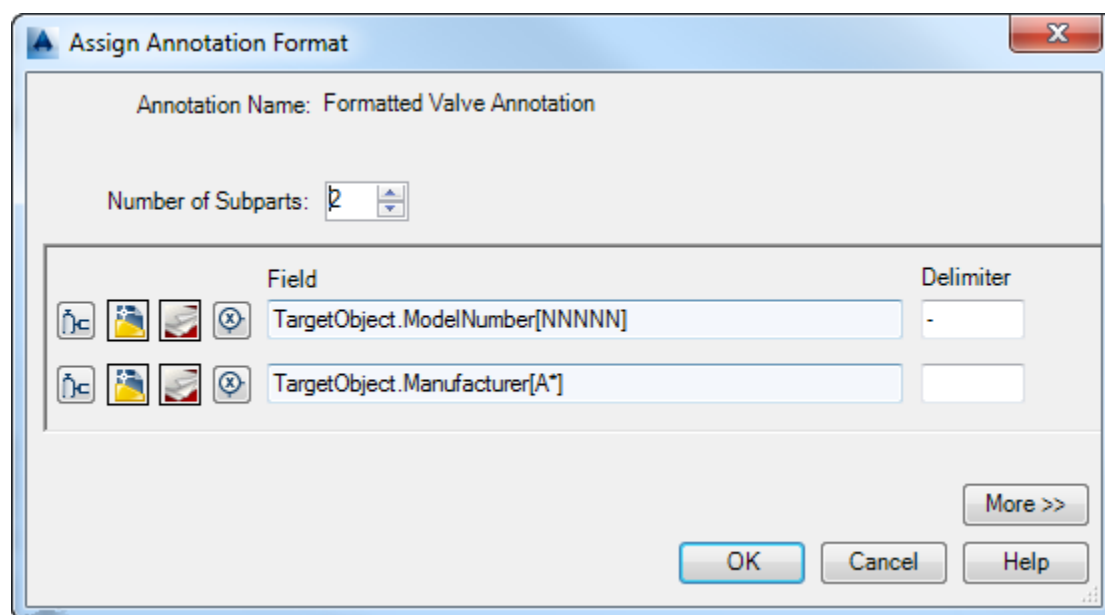 Assign Annotation Format
Annotation Name: Formatted Valve Annotation
Number of Subparts: 2
Field Delimiter
TargetObject.ModelNumber[NNNNN] -
TargetObject.Manufacturer[A*]
More >>
OK Cancel Help